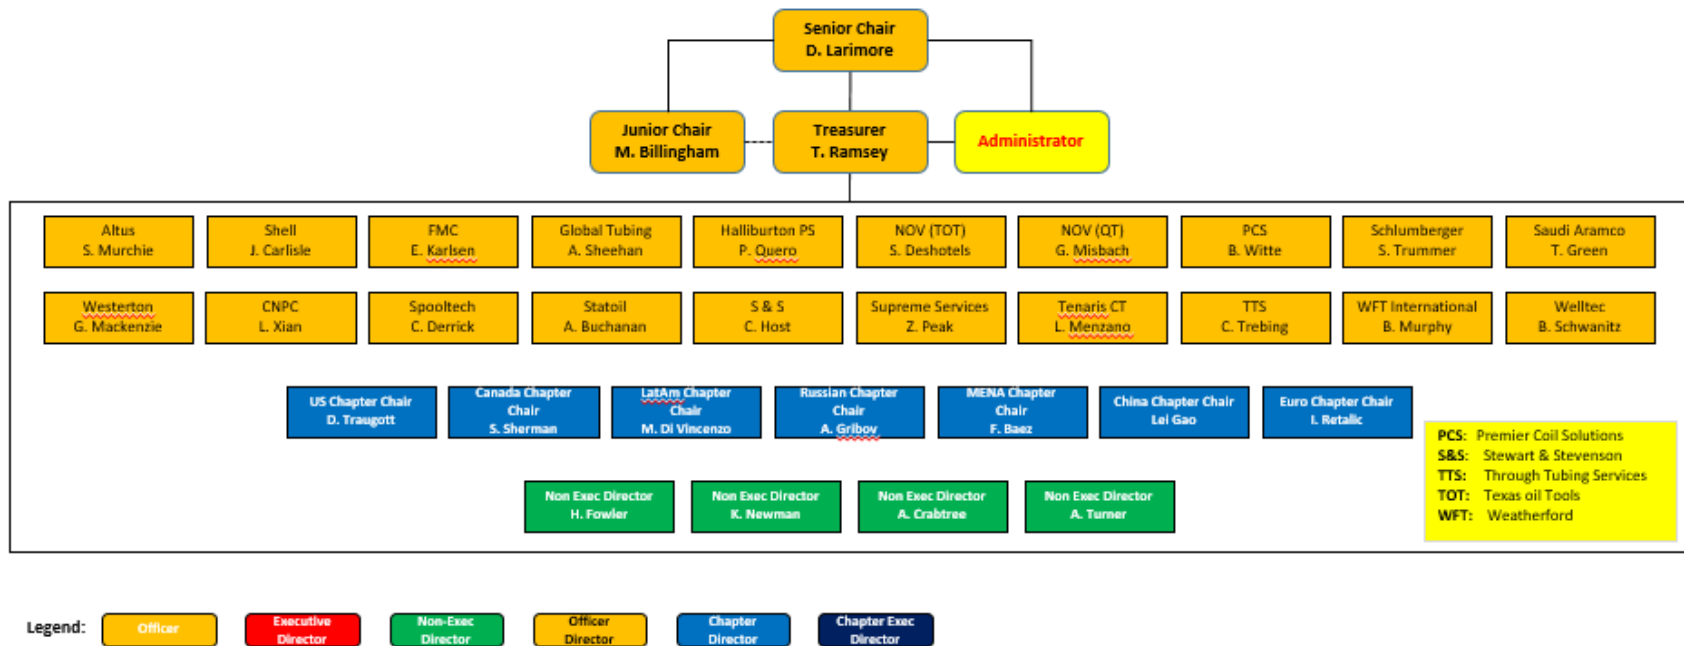 Senior Chair
D. Larimore
Junior Chair
M. Billingham
Treasurer
T. Ramsey
Administrator
Altus
S. Murchie
Shell
J. Carlisle
FMC
E. Karlsen
Global Tubing
A. Sheehan
Halliburton PS
P. Quero
NOV (TOT)
S. Deshotels
NOV (QT)
G. Misbach
PCS
B. Witte
Schlumberger
S. Trummer
Saudi Aramco
T. Green
Westerton
G. Mackenzie
CNPC
L. Xian
Spooltech
C. Derrick
Statoil
A. Buchanan
S & S
C. Host
Supreme Services
Z. Peak
Tenaris CT
L. Menzano
TTS
C. Trebing
WFT International
B. Murphy
Welltec
B. Schwanitz
US Chapter Chair
D. Traugott
Canada Chapter
Chair
S. Sherman
LatAm Chapter
Chair
M. Di Vincenzo
Russian Chapter
Chair
A. Gribov
MENA Chapter
Chair
F. Baez
China Chapter Chair
Lei Gao
Euro Chapter Chair
I. Retalic
PCS: Premier Coil Solutions
S&S: Stewart & Stevenson
TTS: Through Tubing Services
TOT: Texas oil Tools
WFT: Weatherford
Non Exec Director
H. Fowler
Non Exec Director
K. Newman
Non Exec Director
A. Crabtree
Non Exec Director
A. Turner
Legend:
Officer
Executive
Director
Non-Exec
Director
Officer
Director
Chapter
Director
Chapter Exec
Director